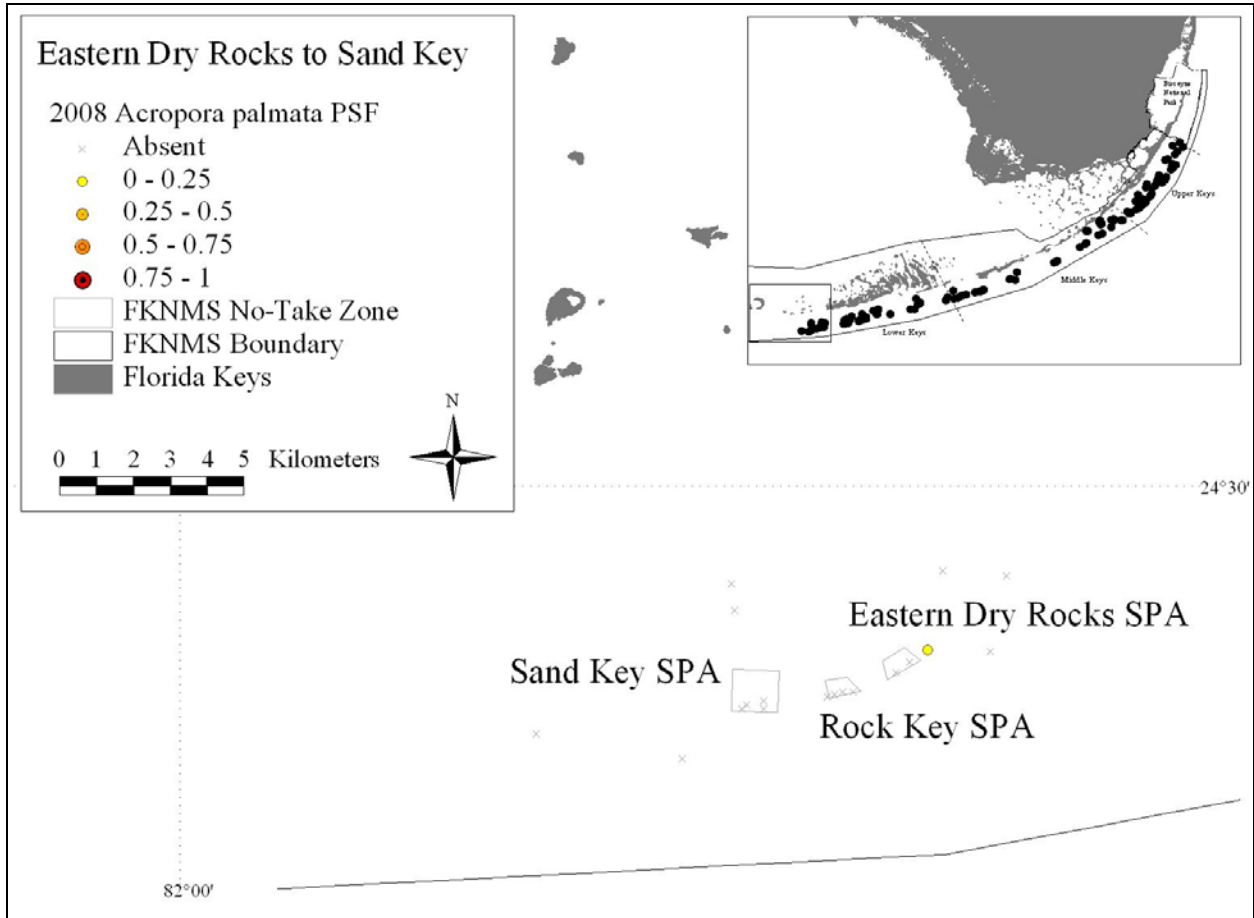 Eastern Dry Rocks to Sand Key
2008 Acropora palmata PSF
Absent
0 - 0.25
0.25 - 0.5
0.5 - 0.75
0.75 - 1
FKNMS No-Take Zone
FKNMS Boundary
Florida Keys
N
0 1 2 3 4 5 Kilometers
Biscayne
National
Park
Upper Keys
Middle Keys
Lower Keys
24°30'
Eastern Dry Rocks SPA
Sand Key SPA
Rock Key SPA
82°00'